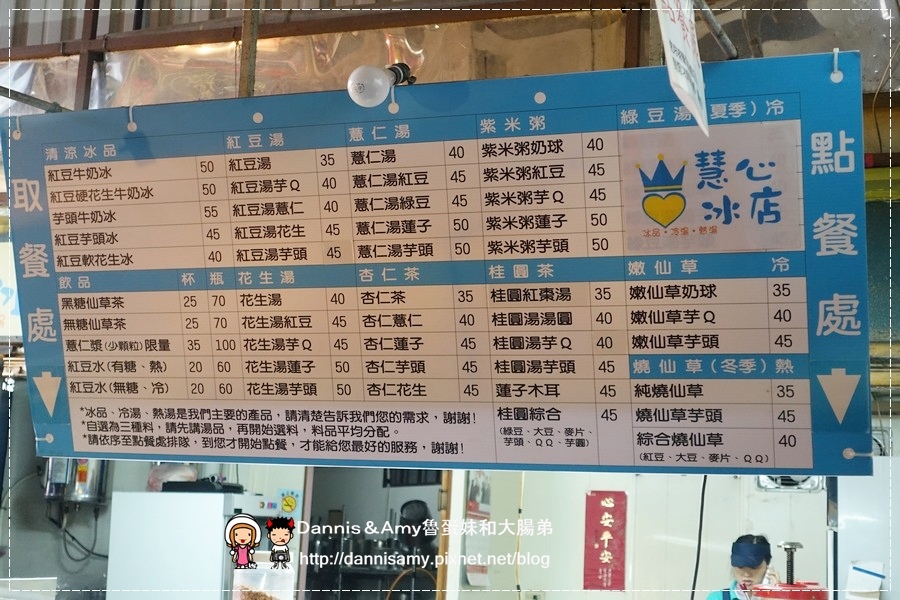 取餐處
清涼冰品
紅豆牛奶冰 50
紅豆硬花生牛奶冰 50
芋頭牛奶冰 55
紅豆芋頭冰 45
紅豆軟花生冰 40
紅豆湯
紅豆湯 35
紅豆湯芋Q 40
紅豆湯薏仁 40
紅豆湯花生 45
紅豆湯芋頭 45
薏仁湯
薏仁湯 40
薏仁湯紅豆 45
薏仁湯綠豆 45
薏仁湯蓮子 50
薏仁湯芋頭 50
紫米粥
紫米粥奶球 40
紫米粥紅豆 45
紫米粥芋Q 45
紫米粥蓮子 50
紫米粥芋頭 50
綠豆湯(夏季)冷
慧心
冰店
冰品・冷湯・熱湯
飲品 杯 瓶
黑糖仙草茶 25 70
無糖仙草茶 25 70
薏仁漿(少顆粒)限量 35 100
紅豆水(有糖、熱) 20 60
紅豆水(無糖、冷) 20 60
花生湯
花生湯 40
花生湯紅豆 45
花生湯芋Q 45
花生湯蓮子 50
花生湯芋頭 50
杏仁茶
杏仁茶 35
杏仁薏仁 40
杏仁蓮子 45
杏仁芋頭 45
杏仁花生 45
桂圓茶
桂圓紅棗湯 35
桂圓湯湯圓 40
桂圓湯芋Q 40
桂圓湯芋頭 45
蓮子木耳 45
桂圓綜合 45
(綠豆、大豆、麥片、
芋頭、QQ、芋圓)
嫩仙草 冷
嫩仙草奶球 35
嫩仙草芋Q 40
嫩仙草芋頭 45
燒仙草(冬季)熱
純燒仙草 35
燒仙草芋頭 45
綜合燒仙草 40
(紅豆、大豆、麥片、QQ)
*冰品、冷湯、熱湯是我們主要的產品，請清楚告訴我們您的需求，謝謝!
*自選為三種料，請先講湯品，再開始選料，料品平均分配。
*請依序至點餐處排隊，到您才開始點餐，才能給您最好的服務，謝謝!
點餐處
心安平安
Dannis＆Amy魯蛋妹和大腸弟
http://dannisamy.pixnet.net/blog